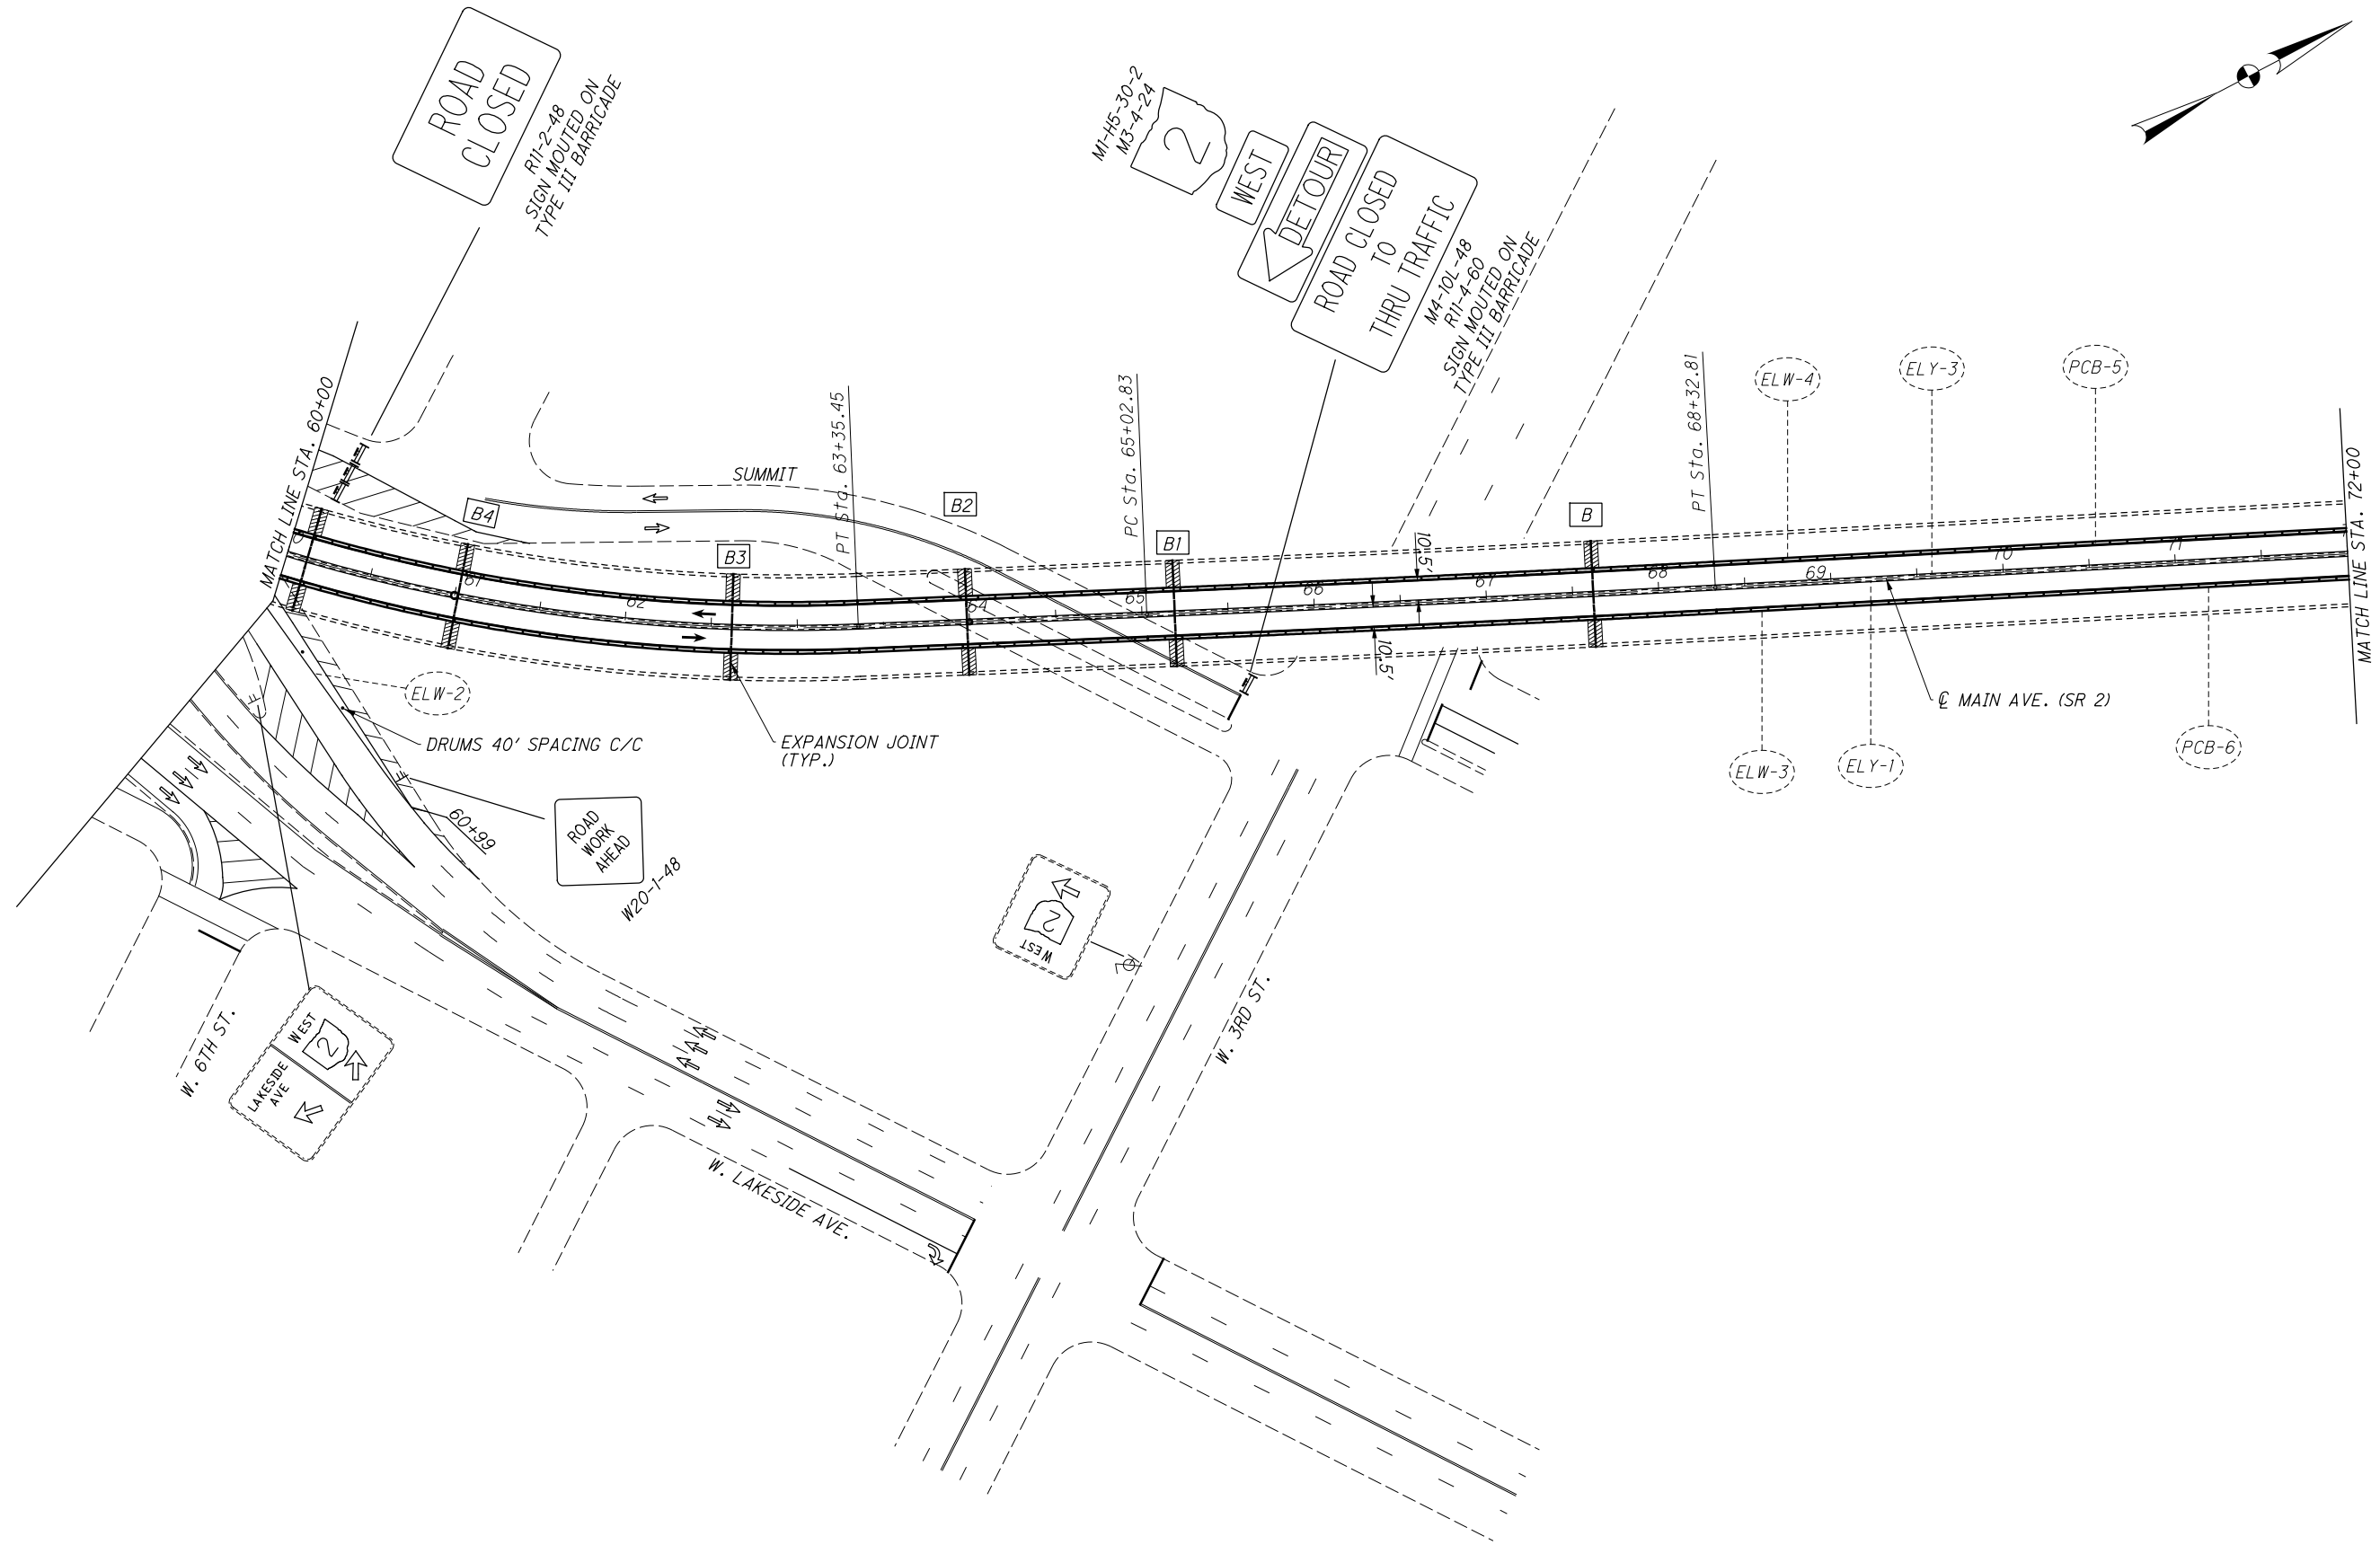 ROAD
CLOSED
R11-2-48
SIGN MOUTED ON
TYPE III BARRICADE
M1-H5-30-2
M3-4-24
2
WEST
DETOUR
ROAD CLOSED
TO
THRU TRAFFIC
M4-10L-48
R11-4-60
SIGN MOUTED ON
TYPE III BARRICADE
MATCH LINE STA. 60+00
SUMMIT
PT Sta. 63+35.45
PC Sta. 65+02.83
PT Sta. 68+32.81
ELW-4
ELY-3
PCB-5
MATCH LINE STA. 72+00
B4
B3
B2
B1
B
10.5'
10.5'
61
62
64
65
66
67
68
69
70
71
ELW-2
DRUMS 40' SPACING C/C
EXPANSION JOINT
(TYP.)
℄ MAIN AVE. (SR 2)
ELW-3
ELY-1
PCB-6
60+99
ROAD
WORK
AHEAD
W20-1-48
WEST
2
W. 3RD ST.
W. 6TH ST.
WEST
2
LAKESIDE
AVE
W. LAKESIDE AVE.